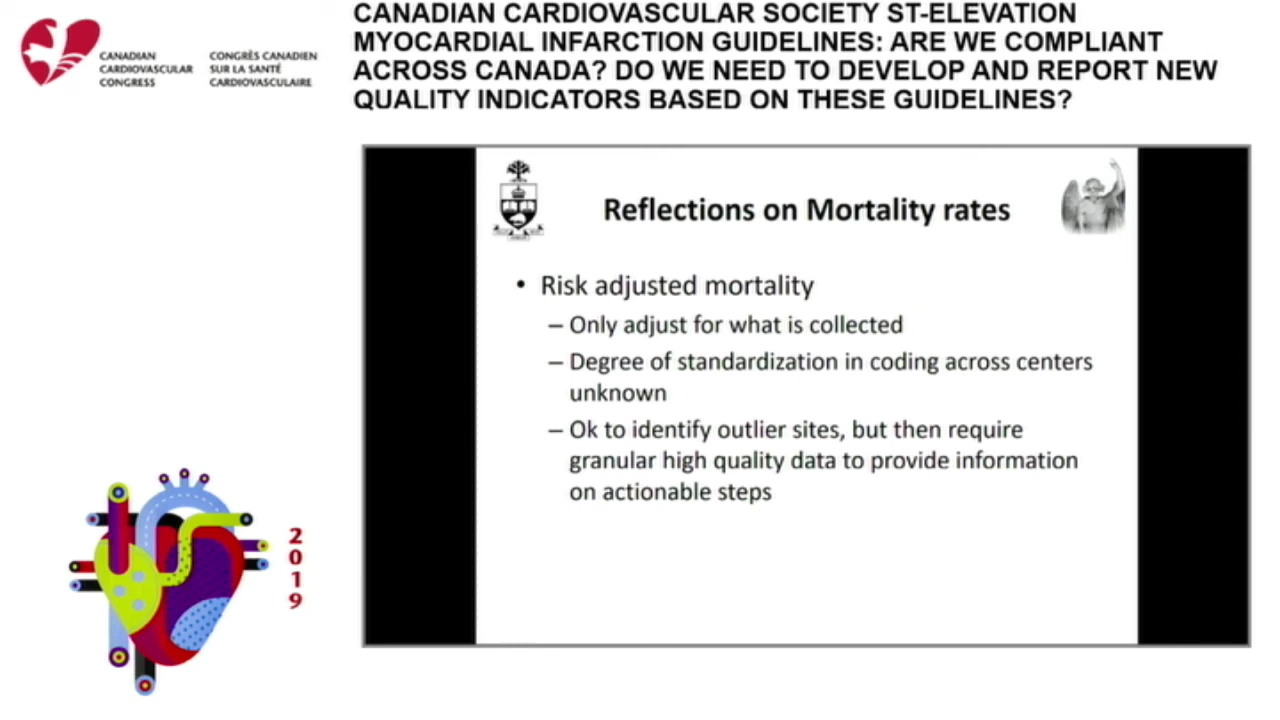 CANADIAN CARDIOVASCULAR SOCIETY ST-ELEVATION
MYOCARDIAL INFARCTION GUIDELINES: ARE WE COMPLIANT
ACROSS CANADA? DO WE NEED TO DEVELOP AND REPORT NEW
QUALITY INDICATORS BASED ON THESE GUIDELINES?
CANADIAN
CARDIOVASCULAR
CONGRESS
CONGRÈS CANADIEN
SUR LA SANTÉ
CARDIOVASCULAIRE
Reflections on Mortality rates
• Risk adjusted mortality
– Only adjust for what is collected
– Degree of standardization in coding across centers
unknown
– Ok to identify outlier sites, but then require
granular high quality data to provide information
on actionable steps
2
0
1
9